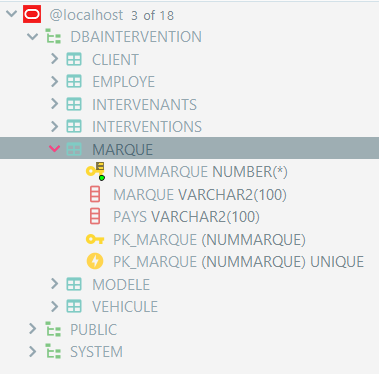 @localhost 3 of 18
DBAINTERVENTION
CLIENT
EMPLOYE
INTERVENANTS
INTERVENTIONS
MARQUE
NUMMARQUE NUMBER(*)
MARQUE VARCHAR2(100)
PAYS VARCHAR2(100)
PK_MARQUE (NUMMARQUE)
PK_MARQUE (NUMMARQUE) UNIQUE
MODELE
VEHICULE
PUBLIC
SYSTEM